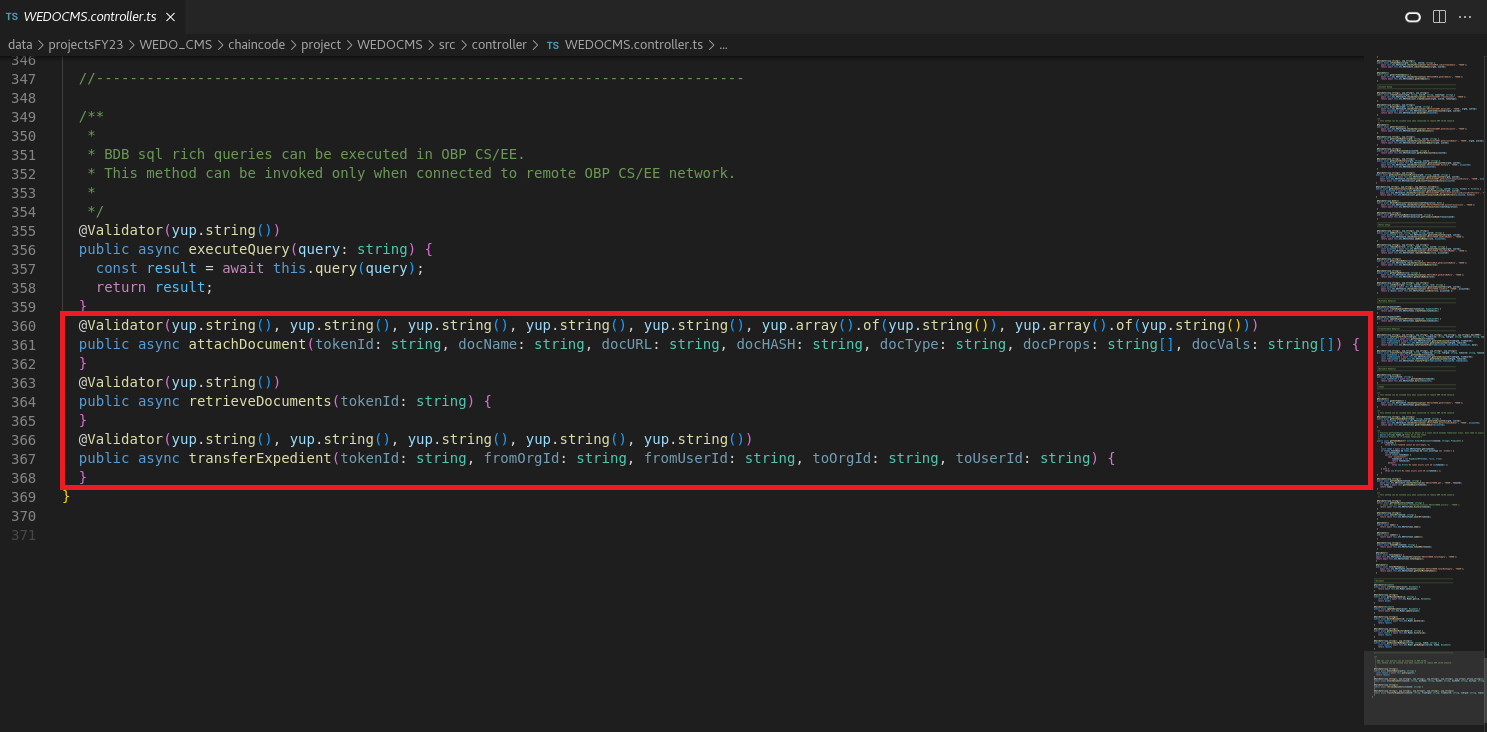 TS WEDOCMS.controller.ts ×
data > projectsFY23 > WEDO_CMS > chaincode > project > WEDOCMS > src > controller > TS WEDOCMS.controller.ts > ...
346
347 //-----------------------------------------------------------------------------
348
349 /**
350 *
351 * BDB sql rich queries can be executed in OBP CS/EE.
352 * This method can be invoked only when connected to remote OBP CS/EE network.
353 *
354 */
355 @Validator(yup.string())
356 public async executeQuery(query: string) {
357 const result = await this.query(query);
358 return result;
359 }
360 @Validator(yup.string(), yup.string(), yup.string(), yup.string(), yup.string(), yup.array().of(yup.string()), yup.array().of(yup.string()))
361 public async attachDocument(tokenId: string, docName: string, docURL: string, docHASH: string, docType: string, docProps: string[], docVals: string[]) {
362 }
363 @Validator(yup.string())
364 public async retrieveDocuments(tokenId: string) {
365 }
366 @Validator(yup.string(), yup.string(), yup.string(), yup.string(), yup.string())
367 public async transferExpedient(tokenId: string, fromOrgId: string, fromUserId: string, toOrgId: string, toUserId: string) {
368 }
369 }
370
371